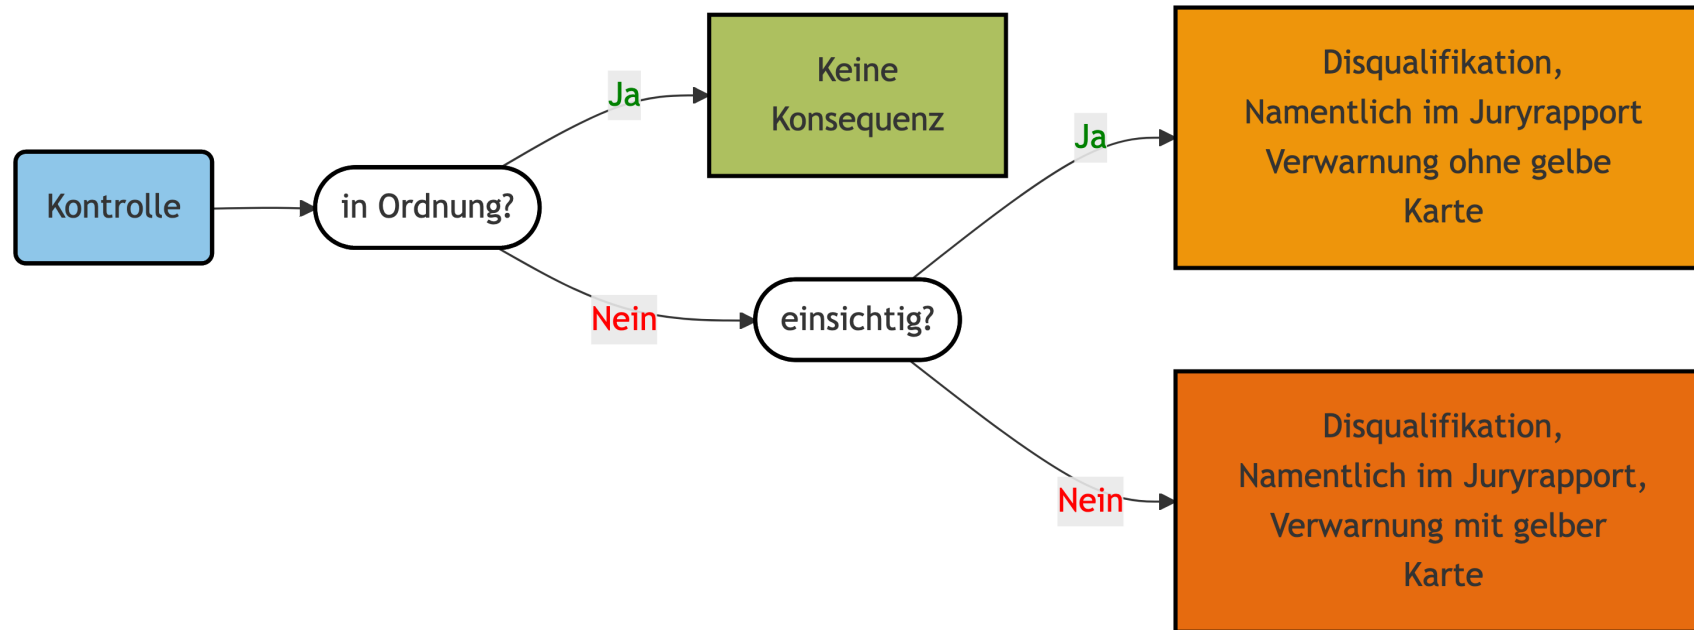 Kontrolle
in Ordnung?
Ja
Keine
Konsequenz
Nein
einsichtig?
Ja
Disqualifikation,
Namentlich im Juryrapport
Verwarnung ohne gelbe
Karte
Nein
Disqualifikation,
Namentlich im Juryrapport,
Verwarnung mit gelber
Karte